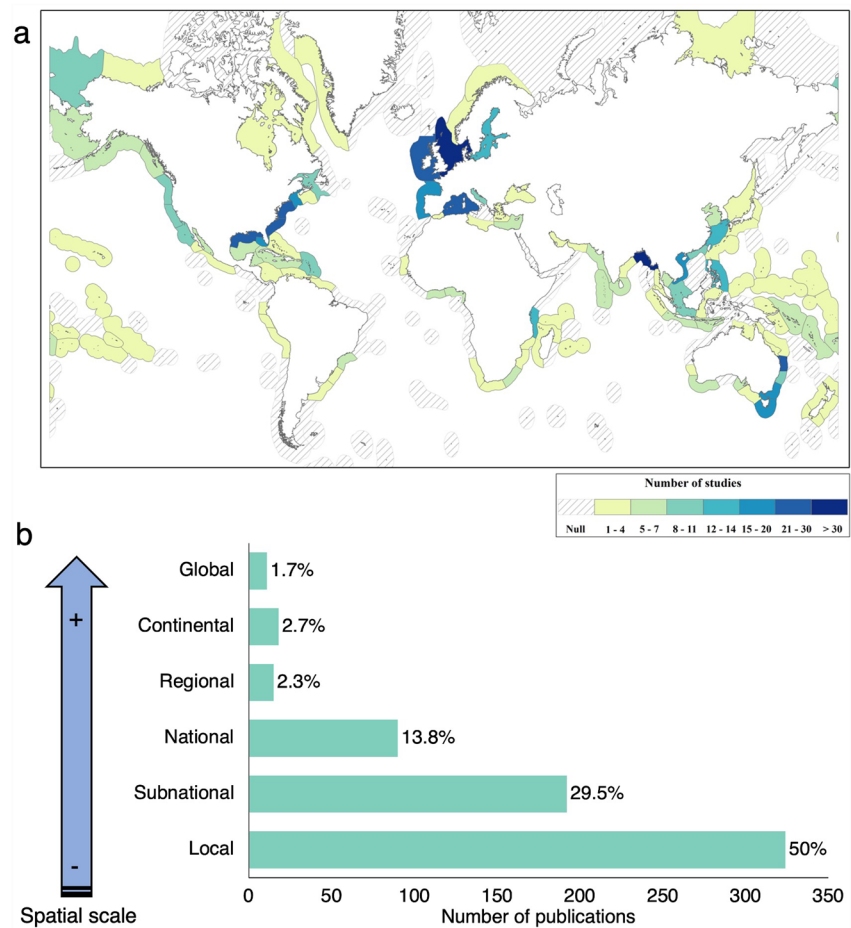 a
Number of studies
Null 1 - 4 5 - 7 8 - 11 12 - 14 15 - 20 21 - 30 > 30
b
+
-
Spatial scale
Global 1.7%
Continental 2.7%
Regional 2.3%
National 13.8%
Subnational 29.5%
Local 50%
0 50 100 150 200 250 300 350
Number of publications